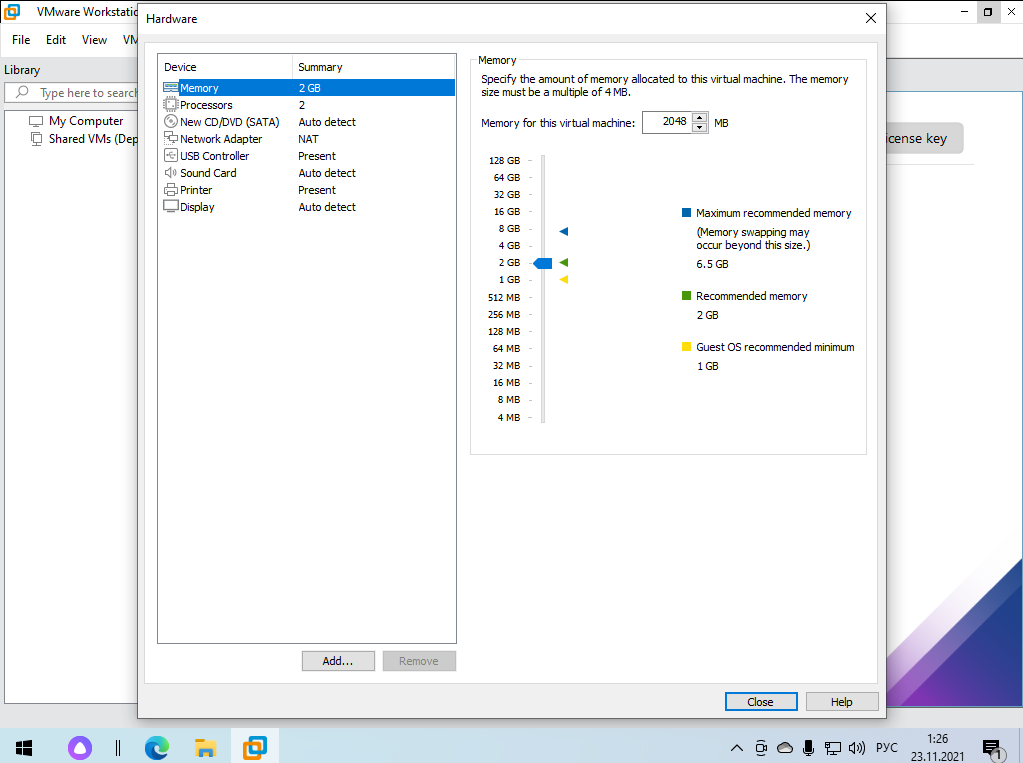 VMware Workstatio
Hardware
File Edit View VM
Library
Type here to search
My Computer
Shared VMs (Dep
icense key
Device Summary
Memory 2 GB
Processors 2
New CD/DVD (SATA) Auto detect
Network Adapter NAT
USB Controller Present
Sound Card Auto detect
Printer Present
Display Auto detect
Add...
Remove
Memory
Specify the amount of memory allocated to this virtual machine. The memory
size must be a multiple of 4 MB.
Memory for this virtual machine: 2048 MB
128 GB
64 GB
32 GB
16 GB
8 GB
4 GB
2 GB
1 GB
512 MB
256 MB
128 MB
64 MB
32 MB
16 MB
8 MB
4 MB
Maximum recommended memory
(Memory swapping may
occur beyond this size.)
6.5 GB
Recommended memory
2 GB
Guest OS recommended minimum
1 GB
Close
Help
РУС
1:26
23.11.2021
1